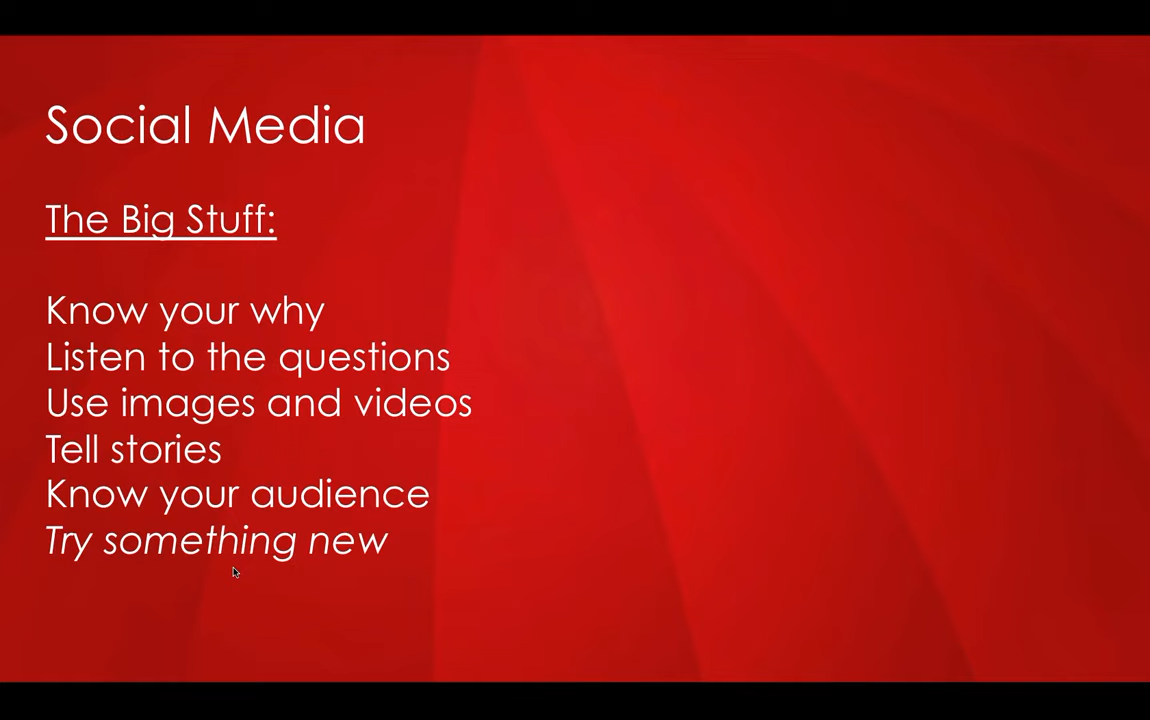 Social Media
The Big Stuff:
Know your why
Listen to the questions
Use images and videos
Tell stories
Know your audience
Try something new